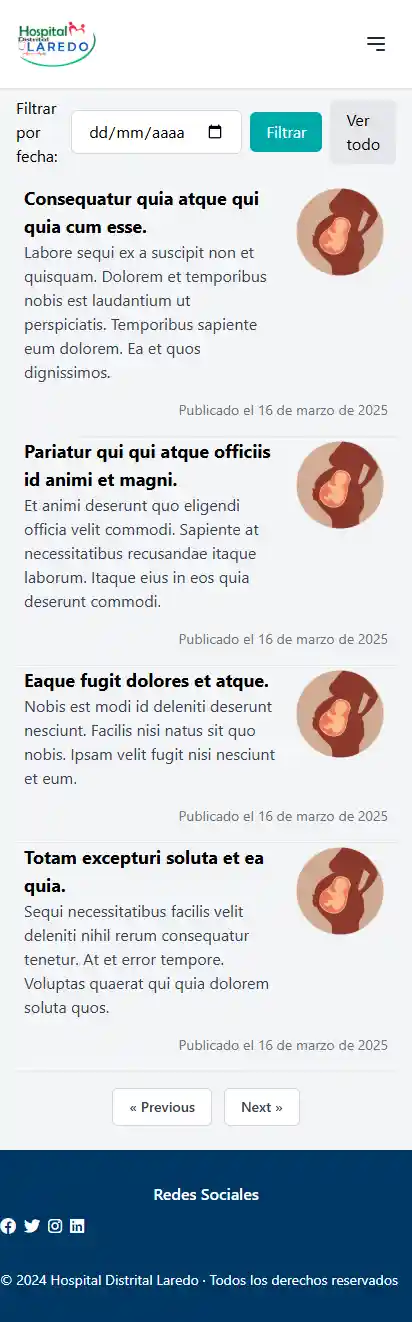 Hospital
Distrital
LAREDO
Filtrar
por
fecha:
dd/mm/aaaa
Filtrar
Ver
todo
Consequatur quia atque qui
quia cum esse.
Labore sequi ex a suscipit non et
quisquam. Dolorem et temporibus
nobis est laudantium ut
perspiciatis. Temporibus sapiente
eum dolorem. Ea et quos
dignissimos.
Publicado el 16 de marzo de 2025
Pariatur qui qui atque officiis
id animi et magni.
Et animi deserunt quo eligendi
officia velit commodi. Sapiente at
necessitatibus recusandae itaque
laborum. Itaque eius in eos quia
deserunt commodi.
Publicado el 16 de marzo de 2025
Eaque fugit dolores et atque.
Nobis est modi id deleniti deserunt
nesciunt. Facilis nisi natus sit quo
nobis. Ipsam velit fugit nisi nesciunt
et eum.
Publicado el 16 de marzo de 2025
Totam excepturi soluta et ea
quia.
Sequi necessitatibus facilis velit
deleniti nihil rerum consequatur
tenetur. At et error tempore.
Voluptas quaerat qui quia dolorem
soluta quos.
Publicado el 16 de marzo de 2025
« Previous
Next »
Redes Sociales
© 2024 Hospital Distrital Laredo · Todos los derechos reservados